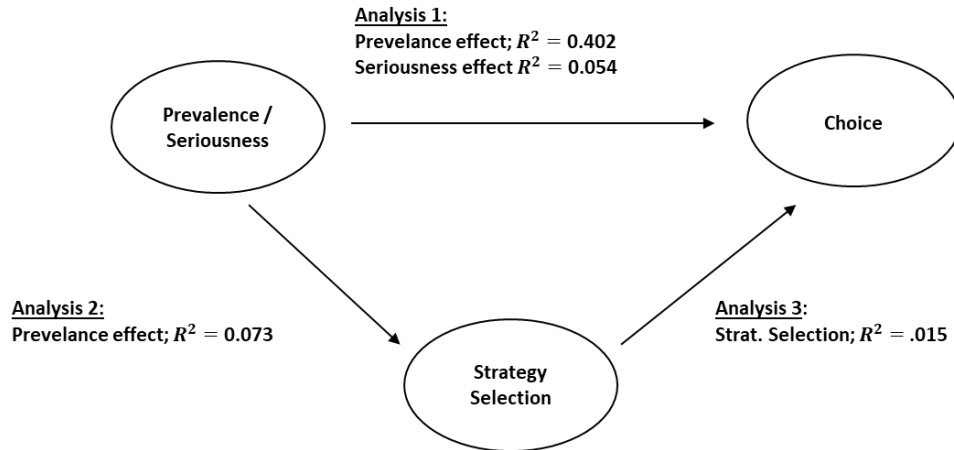 Analysis 1:
Prevelance effect; R² = 0.402
Seriousness effect R² = 0.054
Prevalence /
Seriousness
Choice
Analysis 2:
Prevelance effect; R² = 0.073
Analysis 3:
Strat. Selection; R² = .015
Strategy
Selection